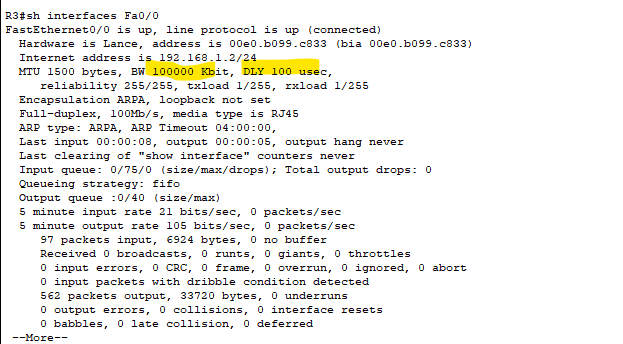 R3#sh interfaces Fa0/0
FastEthernet0/0 is up, line protocol is up (connected)
Hardware is Lance, address is 00e0.b099.c833 (bia 00e0.b099.c833)
Internet address is 192.168.1.2/24
MTU 1500 bytes, BW 100000 Kbit, DLY 100 usec,
reliability 255/255, txload 1/255, rxload 1/255
Encapsulation ARPA, loopback not set
Full-duplex, 100Mb/s, media type is RJ45
ARP type: ARPA, ARP Timeout 04:00:00,
Last input 00:00:08, output 00:00:05, output hang never
Last clearing of "show interface" counters never
Input queue: 0/75/0 (size/max/drops); Total output drops: 0
Queueing strategy: fifo
Output queue :0/40 (size/max)
5 minute input rate 21 bits/sec, 0 packets/sec
5 minute output rate 105 bits/sec, 0 packets/sec
97 packets input, 6924 bytes, 0 no buffer
Received 0 broadcasts, 0 runts, 0 giants, 0 throttles
0 input errors, 0 CRC, 0 frame, 0 overrun, 0 ignored, 0 abort
0 input packets with dribble condition detected
562 packets output, 33720 bytes, 0 underruns
0 output errors, 0 collisions, 0 interface resets
0 babbles, 0 late collision, 0 deferred
--More--